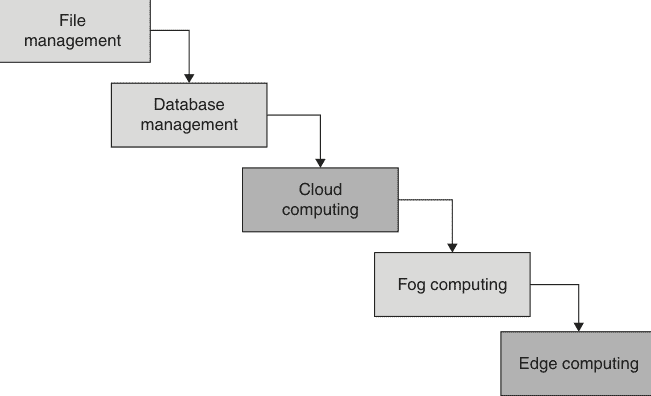 File
management
Database
management
Cloud
computing
Fog computing
Edge computing